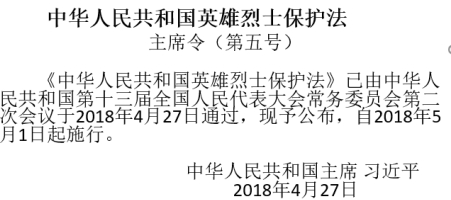 中华人民共和国英雄烈士保护法
主席令（第五号）
《中华人民共和国英雄烈士保护法》已由中华人
民共和国第十三届全国人民代表大会常务委员会第二
次会议于2018年4月27日通过，现予公布，自2018年5
月1日起施行。
中华人民共和国主席 习近平
2018年4月27日